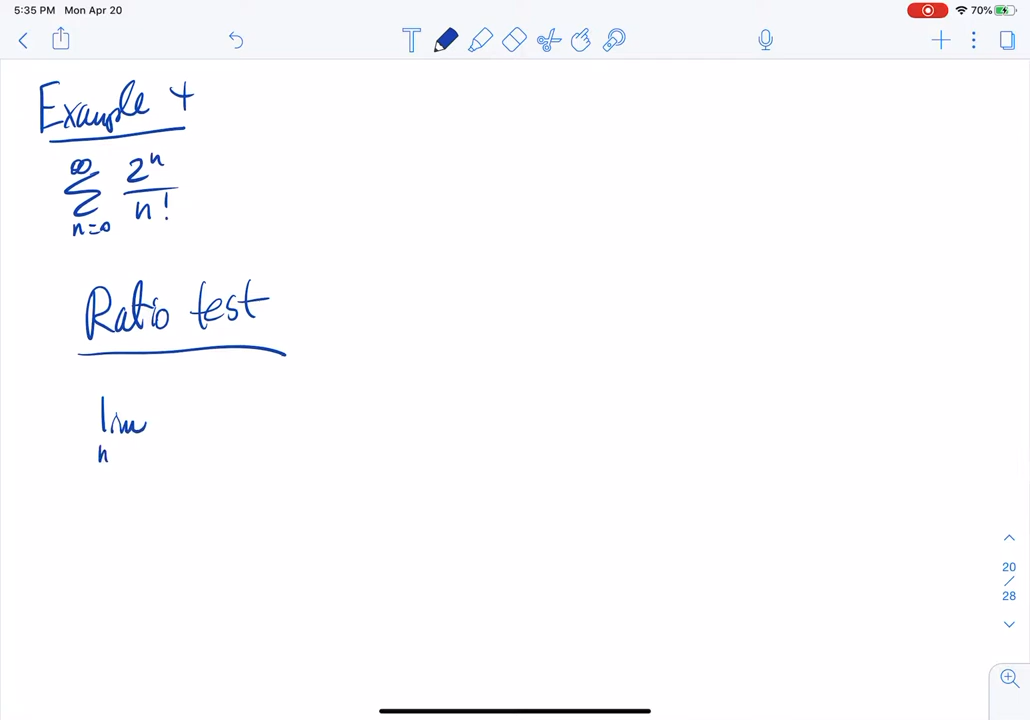 5:35 PM Mon Apr 20 70%
T
Example 4
∞
∑ 2ⁿ/n!
n=0
Ratio test
lim
n
20
/
28